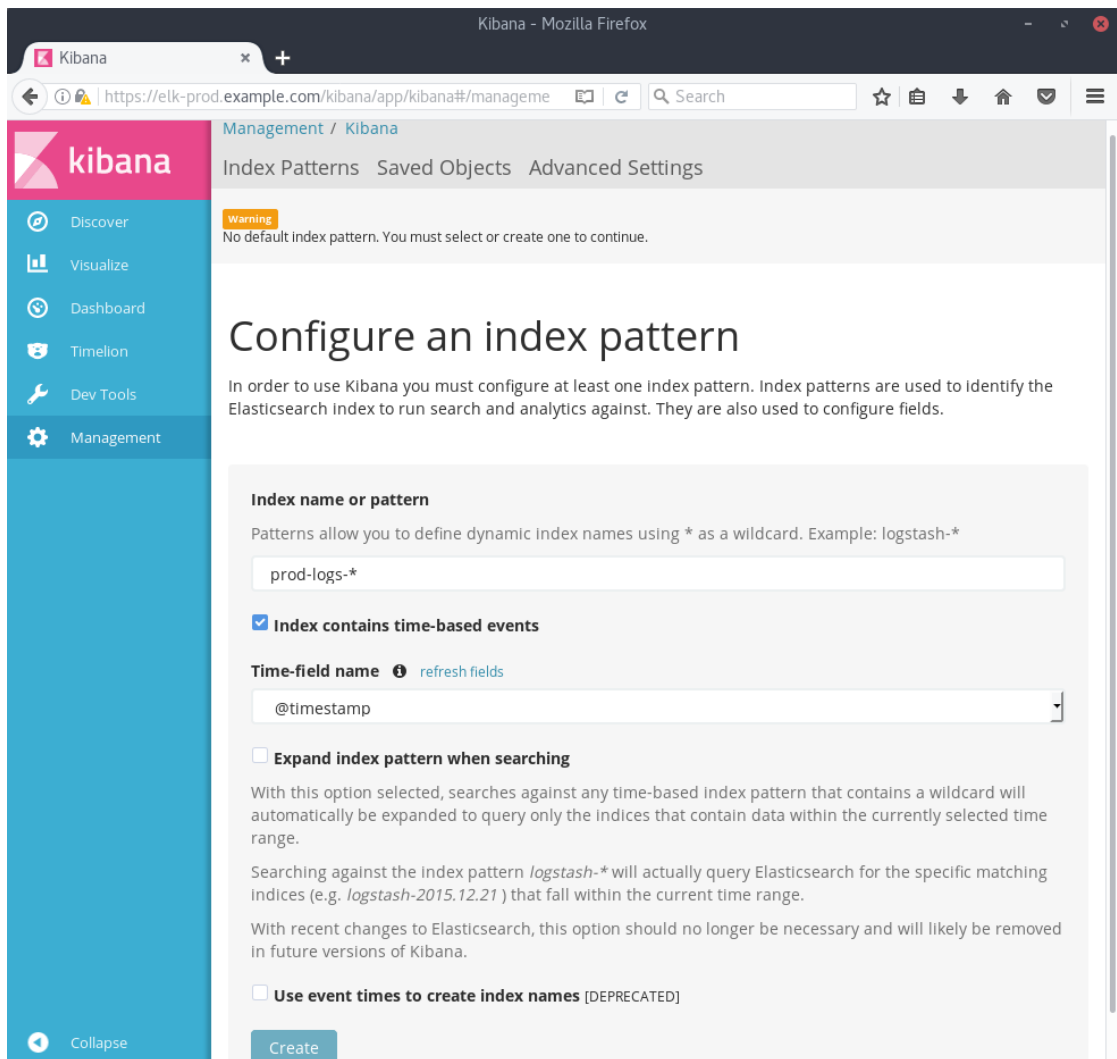 Kibana - Mozilla Firefox
Kibana
https://elk-prod.example.com/kibana/app/kibana#/manageme
Search
kibana
Discover
Visualize
Dashboard
Timelion
Dev Tools
Management
Collapse
Management / Kibana
Index Patterns Saved Objects Advanced Settings
Warning
No default index pattern. You must select or create one to continue.
Configure an index pattern
In order to use Kibana you must configure at least one index pattern. Index patterns are used to identify the
Elasticsearch index to run search and analytics against. They are also used to configure fields.
Index name or pattern
Patterns allow you to define dynamic index names using * as a wildcard. Example: logstash-*
prod-logs-*
Index contains time-based events
Time-field name refresh fields
@timestamp
Expand index pattern when searching
With this option selected, searches against any time-based index pattern that contains a wildcard will
automatically be expanded to query only the indices that contain data within the currently selected time
range.
Searching against the index pattern logstash-* will actually query Elasticsearch for the specific matching
indices (e.g. logstash-2015.12.21 ) that fall within the current time range.
With recent changes to Elasticsearch, this option should no longer be necessary and will likely be removed
in future versions of Kibana.
Use event times to create index names [DEPRECATED]
Create